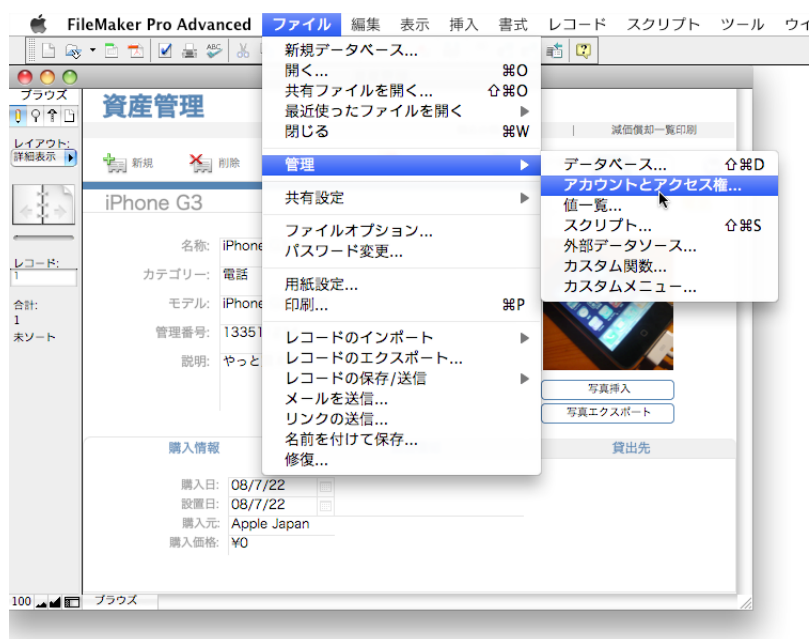 FileMaker Pro Advanced ファイル 編集 表示 挿入 書式 レコード スクリプト ツール ウイ
ABC
ブラウズ
レイアウト:
詳細表示
レコード:
1
合計:
1
未ソート
100
ブラウズ
新規データベース...
開く... ⌘O
共有ファイルを開く... ⇧⌘O
最近使ったファイルを開く ▶
閉じる ⌘W
管理 ▶
共有設定 ▶
ファイルオプション...
パスワード変更...
用紙設定...
印刷... ⌘P
レコードのインポート ▶
レコードのエクスポート...
レコードの保存/送信 ▶
メールを送信...
リンクの送信...
名前を付けて保存...
修復...
データベース... ⇧⌘D
アカウントとアクセス権...
値一覧...
スクリプト... ⇧⌘S
外部データソース...
カスタム関数...
カスタムメニュー...
資産管理
| 減価償却一覧印刷
新規 削除
iPhone G3
名称: iPhone
カテゴリー: 電話
モデル: iPhone
管理番号: 13351
説明: やっと
写真挿入
写真エクスポート
購入情報 貸出先
購入日: 08/7/22
設置日: 08/7/22
購入元: Apple Japan
購入価格: ¥0